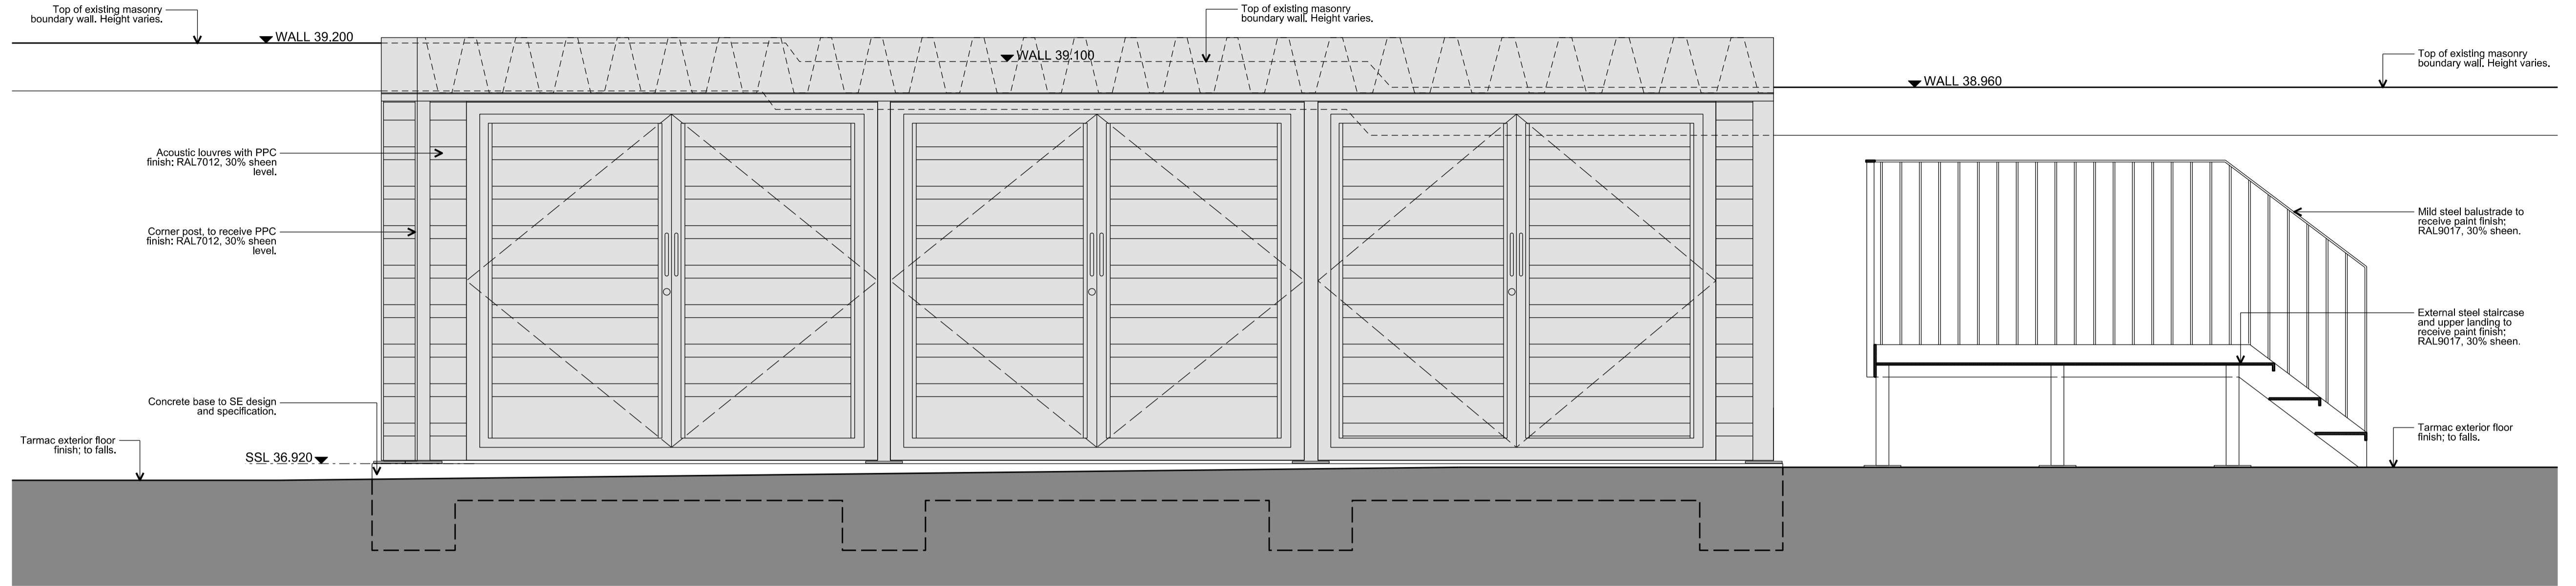 Top of existing masonry
boundary wall. Height varies.
WALL 39.200
Top of existing masonry
boundary wall. Height varies.
WALL 39.100
Top of existing masonry
boundary wall. Height varies.
WALL 38.960
Acoustic louvres with PPC
finish; RAL7012, 30% sheen
level.
Corner post, to receive PPC
finish; RAL7012, 30% sheen
level.
Mild steel balustrade to
receive paint finish;
RAL9017, 30% sheen.
External steel staircase
and upper landing to
receive paint finish;
RAL9017, 30% sheen.
Concrete base to SE design
and specification.
Tarmac exterior floor
finish; to falls.
SSL 36.920
Tarmac exterior floor
finish; to falls.